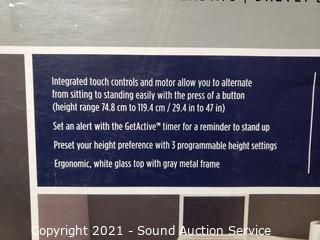 Integrated touch controls and motor allow you to alternate
from sitting to standing easily with the press of a button
(height range 74.8 cm to 119.4 cm / 29.4 in to 47 in)
Set an alert with the GetActive™ timer for a reminder to stand up
Preset your height preference with 3 programmable height settings
Ergonomic, white glass top with gray metal frame
Copyright 2021 - Sound Auction Service